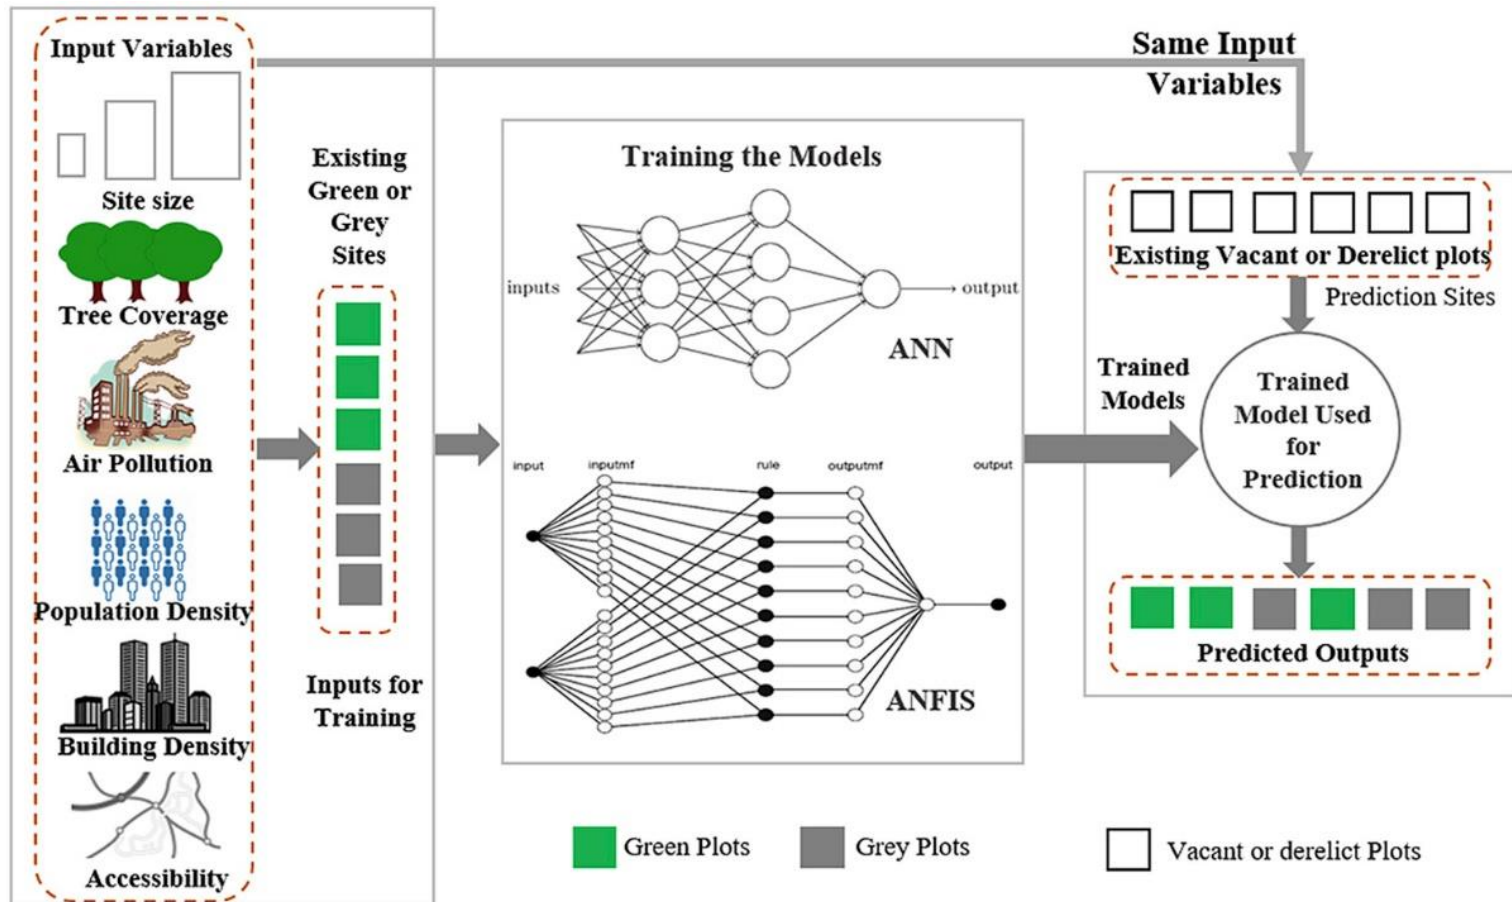 Input Variables
Site size
Tree Coverage
Air Pollution
Population Density
Building Density
Accessibility
Existing
Green or
Grey
Sites
Inputs for
Training
Training the Models
inputs
output
ANN
input
inputmf
rule
outputmf
output
ANFIS
Same Input
Variables
Existing Vacant or Derelict plots
Prediction Sites
Trained
Models
Trained
Model Used
for
Prediction
Predicted Outputs
Green Plots
Grey Plots
Vacant or derelict Plots